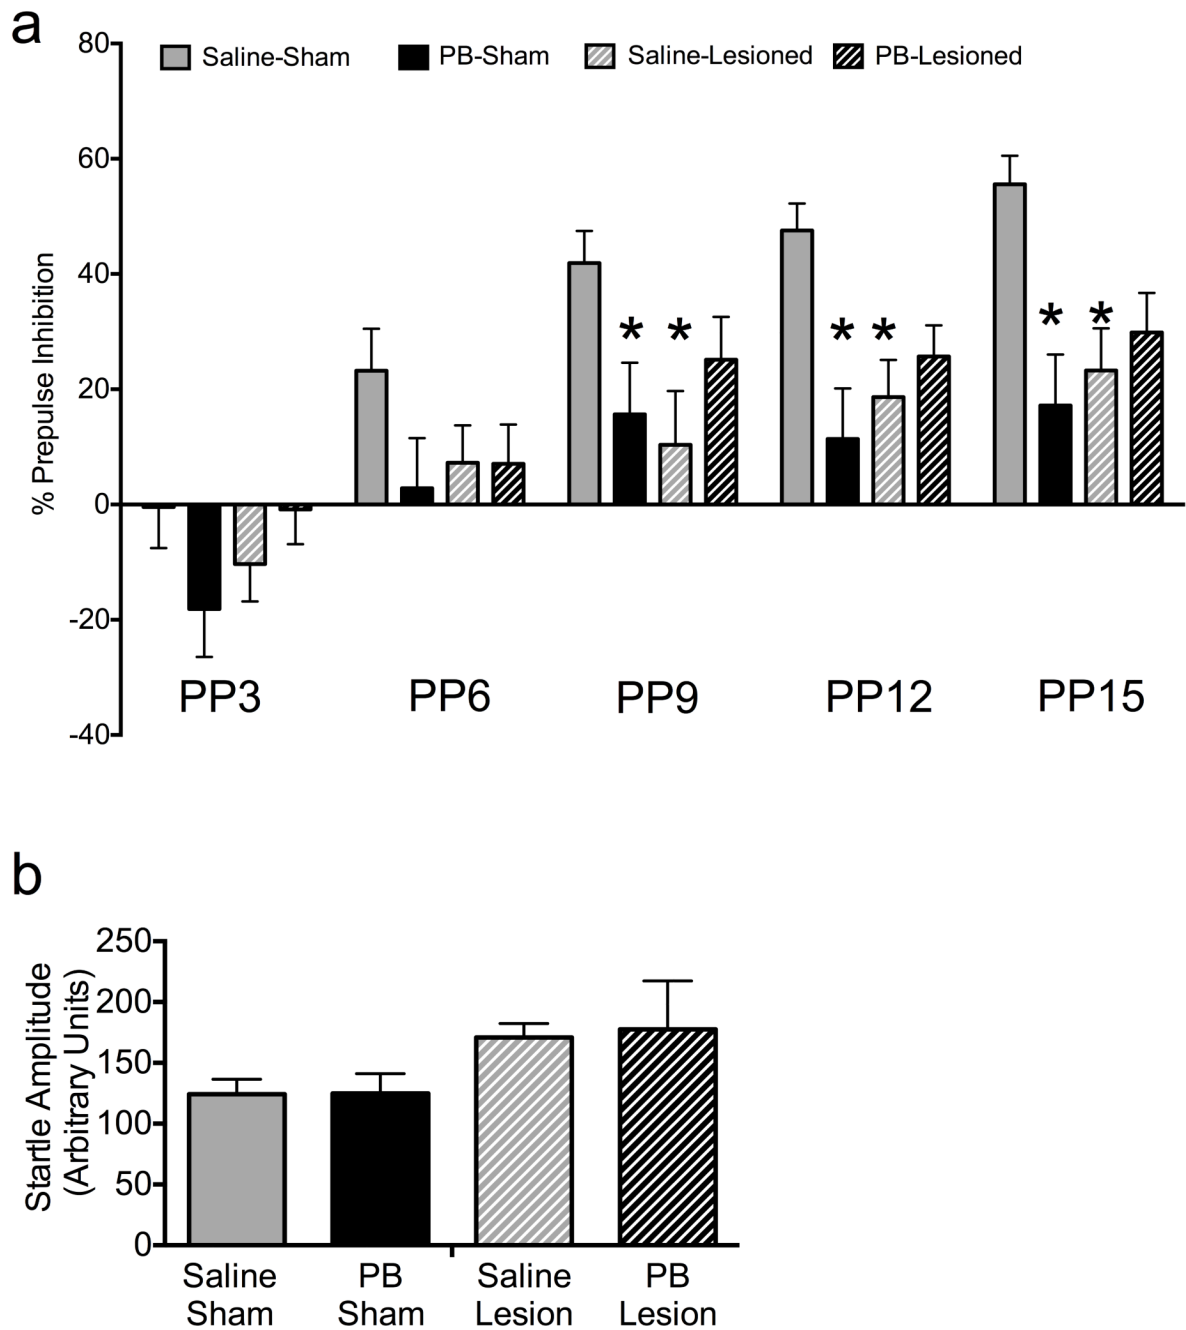 a
80
Saline-Sham PB-Sham Saline-Lesioned PB-Lesioned
60
40
20
0
-20
-40
% Prepulse Inhibition
* *
* *
* *
PP3 PP6 PP9 PP12 PP15
b
250
200
150
100
50
0
Startle Amplitude
(Arbitrary Units)
Saline PB Saline PB
Sham Sham Lesion Lesion